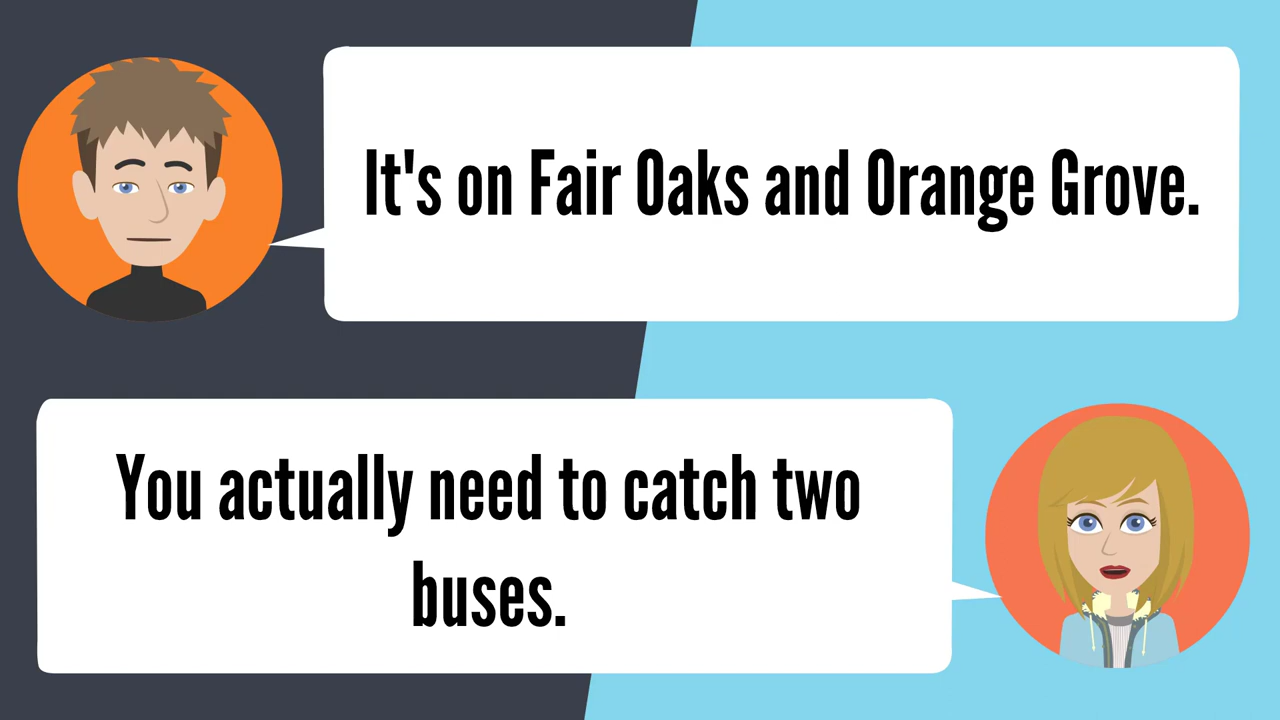 It's on Fair Oaks and Orange Grove.
You actually need to catch two
buses.